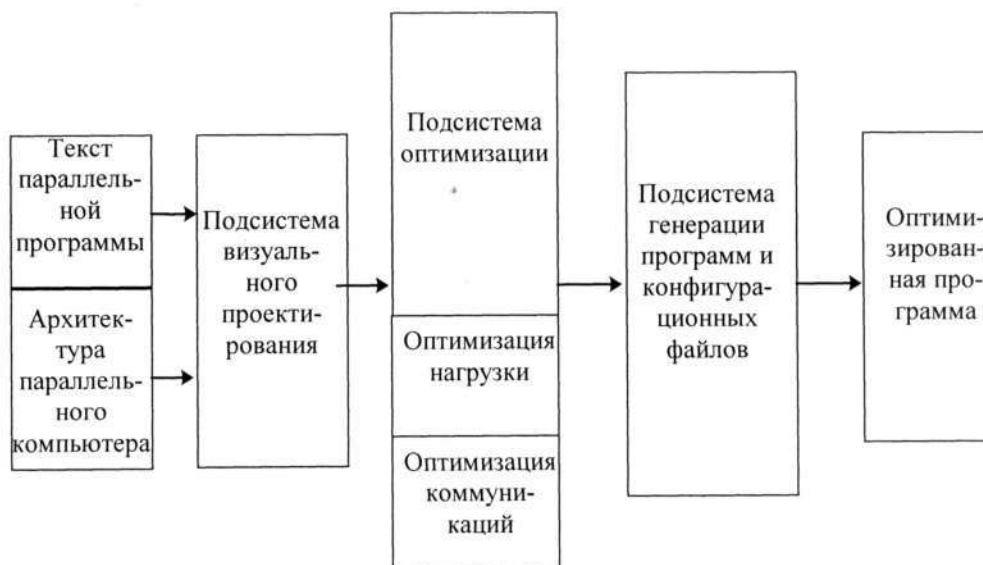 Текст
параллель-
ной
программы
Архитек-
тура
параллель-
ного
компьютера
Подсистема
визуаль-
ного
проекти-
рования
Подсистема
оптимизации
Оптимизация
нагрузки
Оптимизация
коммуни-
каций
Подсистема
генерации
программ и
конфигура-
ционных
файлов
Оптими-
зирован-
ная про-
грамма